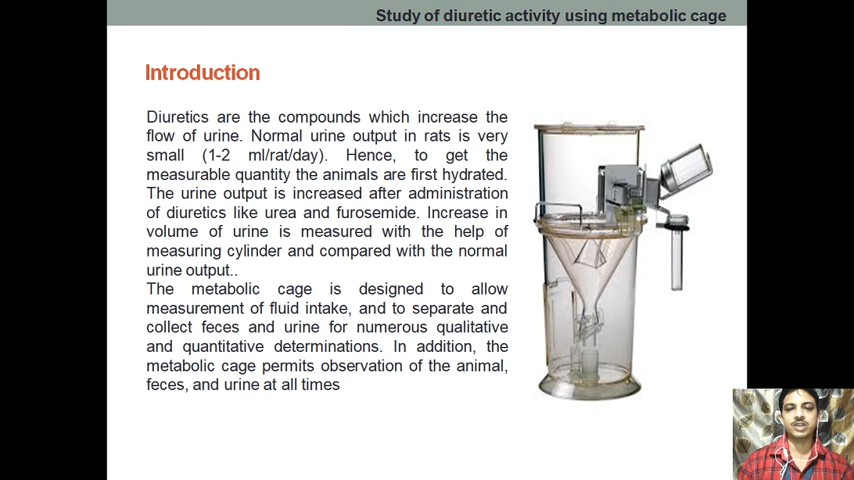 Study of diuretic activity using metabolic cage
Introduction
Diuretics are the compounds which increase the
flow of urine. Normal urine output in rats is very
small (1-2 ml/rat/day). Hence, to get the
measurable quantity the animals are first hydrated.
The urine output is increased after administration
of diuretics like urea and furosemide. Increase in
volume of urine is measured with the help of
measuring cylinder and compared with the normal
urine output..
The metabolic cage is designed to allow
measurement of fluid intake, and to separate and
collect feces and urine for numerous qualitative
and quantitative determinations. In addition, the
metabolic cage permits observation of the animal,
feces, and urine at all times